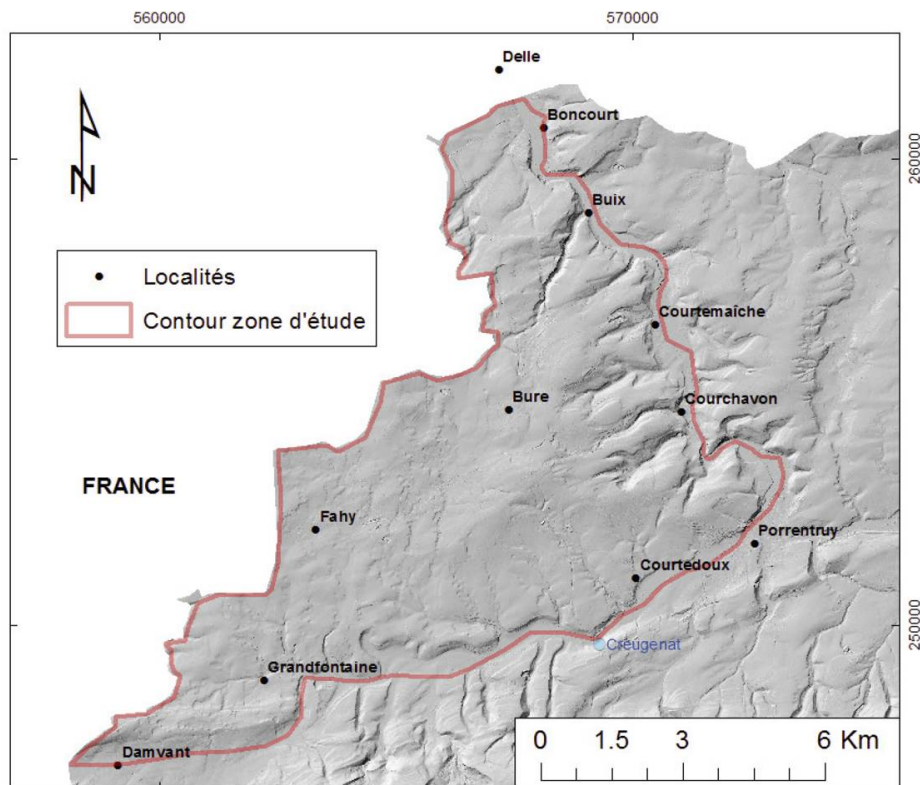 560000
570000
Delle
Boncourt
260000
N
Buix
Localités
Contour zone d'étude
Courtemaîche
Bure
Courchavon
FRANCE
Fahy
Porrentruy
Courtedoux
250000
Creugenat
Grandfontaine
Damvant
0 1.5 3 6 Km